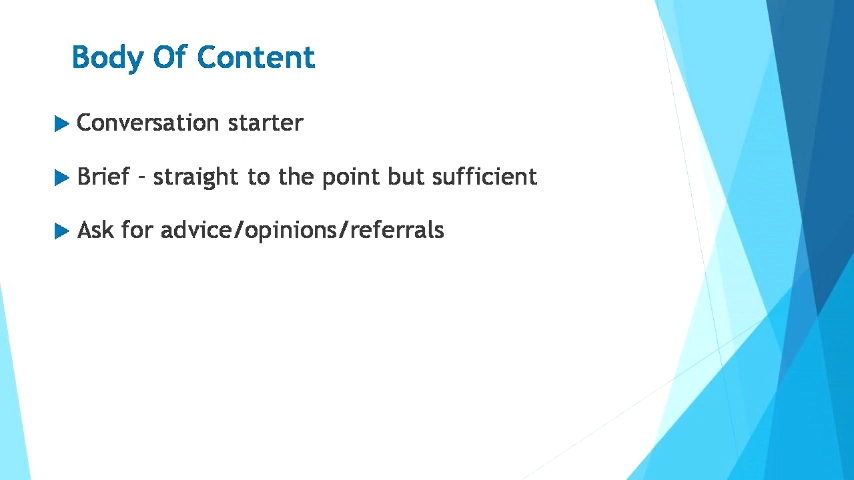 Body Of Content
Conversation starter
Brief – straight to the point but sufficient
Ask for advice/opinions/referrals